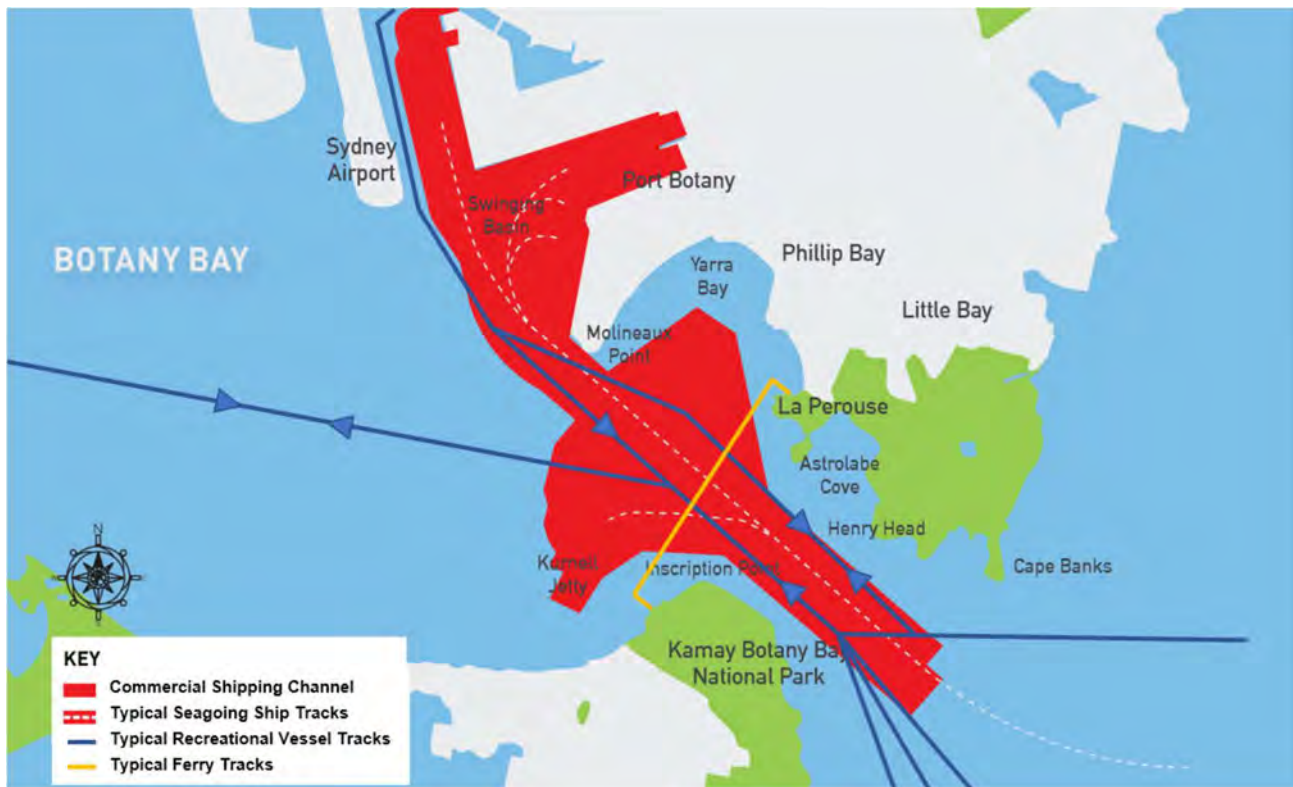 Sydney
Airport
Port Botany
Swinging
Basin
BOTANY BAY
Phillip Bay
Yarra
Bay
Little Bay
Molineaux
Point
La Perouse
Astrolabe
Cove
Henry Head
Kurnell
Jetty
Inscription Point
Cape Banks
N
Kamay Botany Bay
National Park
KEY
Commercial Shipping Channel
Typical Seagoing Ship Tracks
Typical Recreational Vessel Tracks
Typical Ferry Tracks